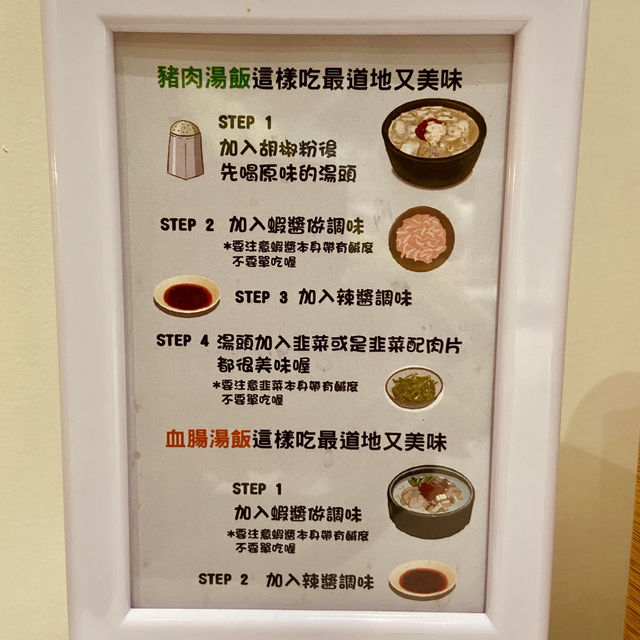 豬肉湯飯這樣吃最道地又美味
STEP 1
加入胡椒粉後
先喝原味的湯頭
STEP 2 加入蝦醬做調味
*要注意蝦醬本身帶有鹹度
不要單吃喔
STEP 3 加入辣醬調味
STEP 4 湯頭加入韭菜或是韭菜配肉片
都很美味喔
*要注意韭菜本身帶有鹹度
不要單吃喔
血腸湯飯這樣吃最道地又美味
STEP 1
加入蝦醬做調味
*要注意蝦醬本身帶有鹹度
不要單吃喔
STEP 2 加入辣醬調味